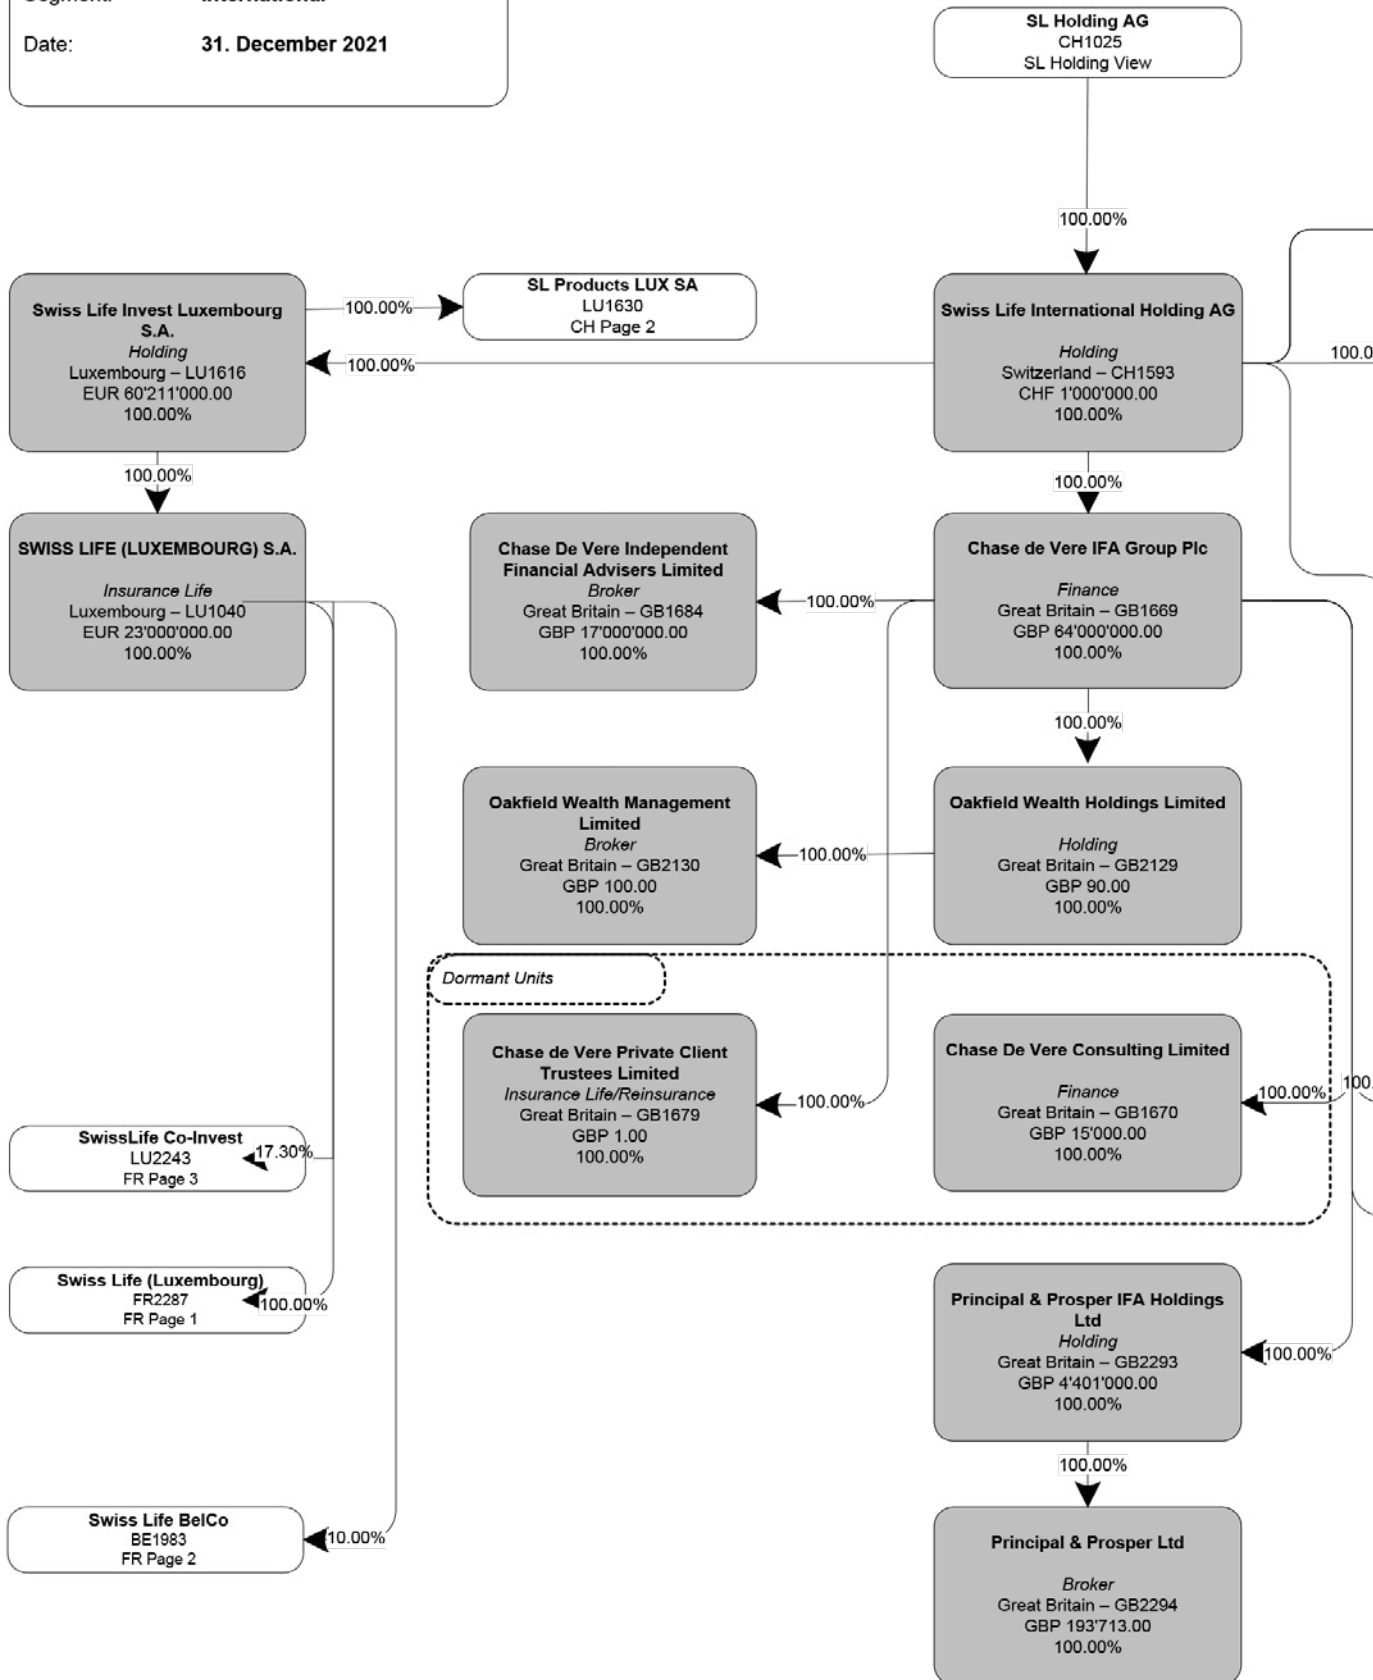 Segment: International
Date: 31. December 2021
SL Holding AG
CH1025
SL Holding View
100.00%
Swiss Life Invest Luxembourg
S.A.
Holding
Luxembourg – LU1616
EUR 60'211'000.00
100.00%
100.00%
SL Products LUX SA
LU1630
CH Page 2
100.00%
Swiss Life International Holding AG
Holding
Switzerland – CH1593
CHF 1'000'000.00
100.00%
100.0
100.00%
100.00%
SWISS LIFE (LUXEMBOURG) S.A.
Insurance Life
Luxembourg – LU1040
EUR 23'000'000.00
100.00%
Chase De Vere Independent
Financial Advisers Limited
Broker
Great Britain – GB1684
GBP 17'000'000.00
100.00%
100.00%
Chase de Vere IFA Group Plc
Finance
Great Britain – GB1669
GBP 64'000'000.00
100.00%
100.00%
Oakfield Wealth Management
Limited
Broker
Great Britain – GB2130
GBP 100.00
100.00%
100.00%
Oakfield Wealth Holdings Limited
Holding
Great Britain – GB2129
GBP 90.00
100.00%
Dormant Units
Chase de Vere Private Client
Trustees Limited
Insurance Life/Reinsurance
Great Britain – GB1679
GBP 1.00
100.00%
100.00%
Chase De Vere Consulting Limited
Finance
Great Britain – GB1670
GBP 15'000.00
100.00%
100.00%
100.
SwissLife Co-Invest
LU2243
FR Page 3
17.30%
Swiss Life (Luxembourg)
FR2287
FR Page 1
100.00%
Principal & Prosper IFA Holdings
Ltd
Holding
Great Britain – GB2293
GBP 4'401'000.00
100.00%
100.00%
100.00%
Swiss Life BelCo
BE1983
FR Page 2
10.00%
Principal & Prosper Ltd
Broker
Great Britain – GB2294
GBP 193'713.00
100.00%